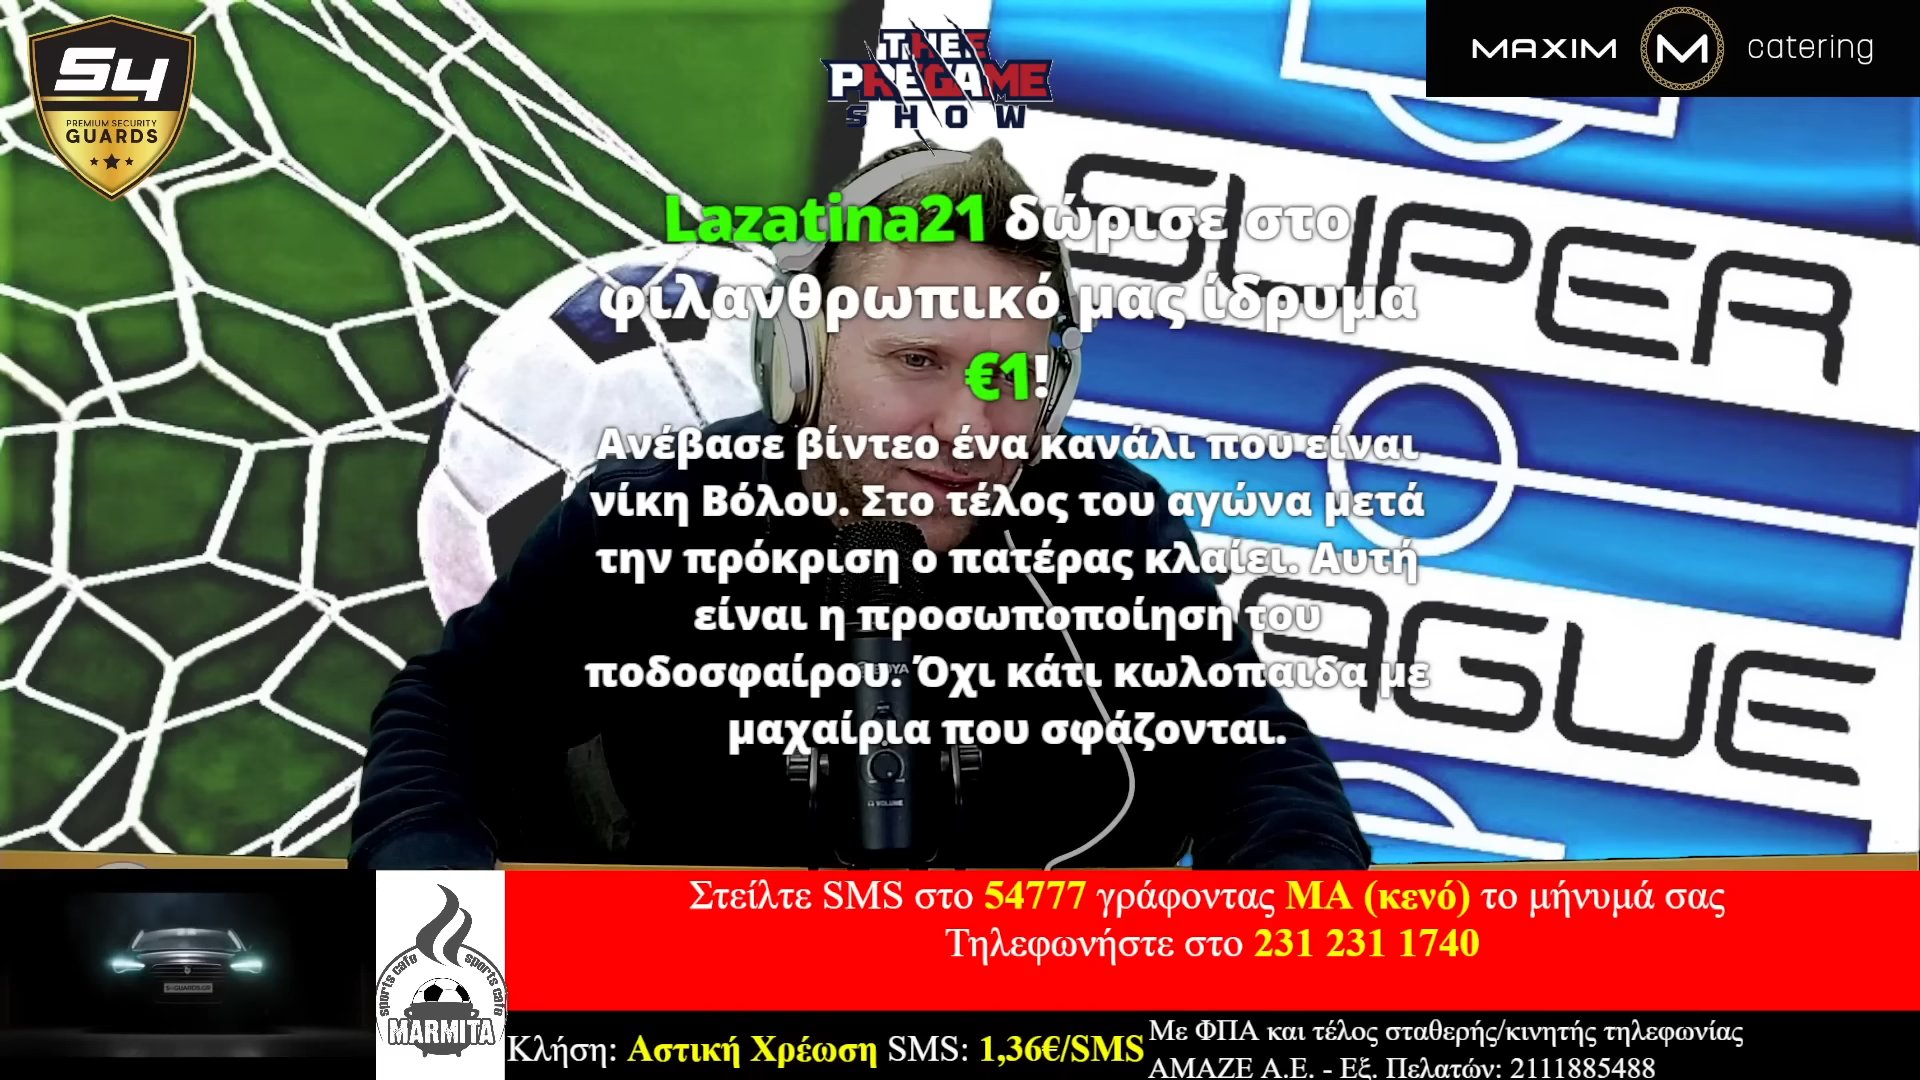 S4
PREMIUM SECURITY
GUARDS
THE
PREGAME
SHOW
MAXIM M catering
SUPER
Lazatina21 δώρισε στο
φιλανθρωπικό μας ίδρυμα
€1!
Ανέβασε βίντεο ένα κανάλι που είναι
νίκη Βόλου. Στο τέλος του αγώνα μετά
την πρόκριση ο πατέρας κλαίει. Αυτή
είναι η προσωποποίηση του
ποδοσφαίρου. Όχι κάτι κωλοπαιδα με
μαχαίρια που σφάζονται.
VOLUME
Στείλτε SMS στο 54777 γράφοντας ΜΑ (κενό) το μήνυμά σας
Τηλεφωνήστε στο 231 231 1740
sports cafe sports cafe
MARMITA
Κλήση: Αστική Χρέωση SMS: 1,36€/SMS
Με ΦΠΑ και τέλος σταθερής/κινητής τηλεφωνίας
ΑΜΑΖΕ Α.Ε. - Εξ. Πελατών: 2111885488